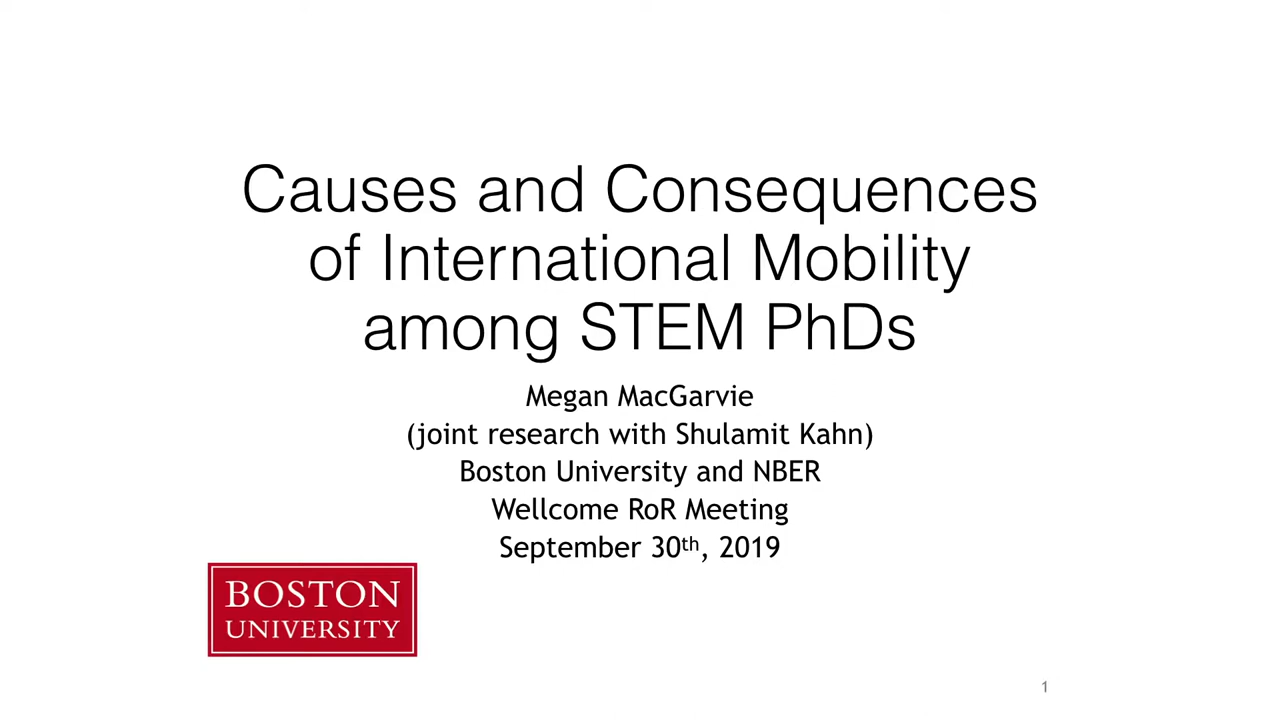 Causes and Consequences
of International Mobility
among STEM PhDs
Megan MacGarvie
(joint research with Shulamit Kahn)
Boston University and NBER
Wellcome RoR Meeting
September 30th, 2019
BOSTON
UNIVERSITY
1